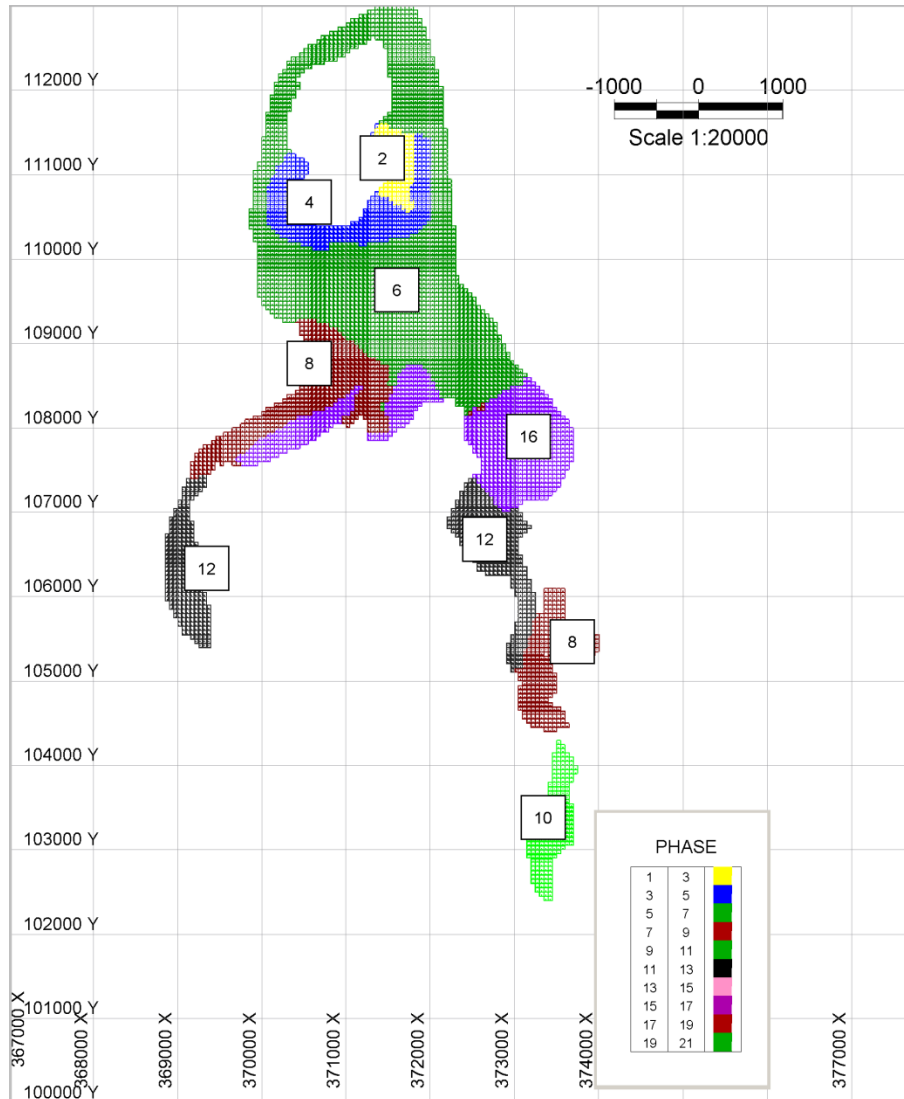 112000 Y
-1000 0 1000
Scale 1:20000
2
111000 Y
4
110000 Y
6
109000 Y
8
108000 Y
16
107000 Y
12
12
106000 Y
8
105000 Y
104000 Y
10
103000 Y
PHASE
1 3
3 5
5 7
7 9
9 11
11 13
13 15
15 17
17 19
19 21
102000 Y
101000 Y
100000 Y
367000 X
368000 X
369000 X
370000 X
371000 X
372000 X
373000 X
374000 X
377000 X